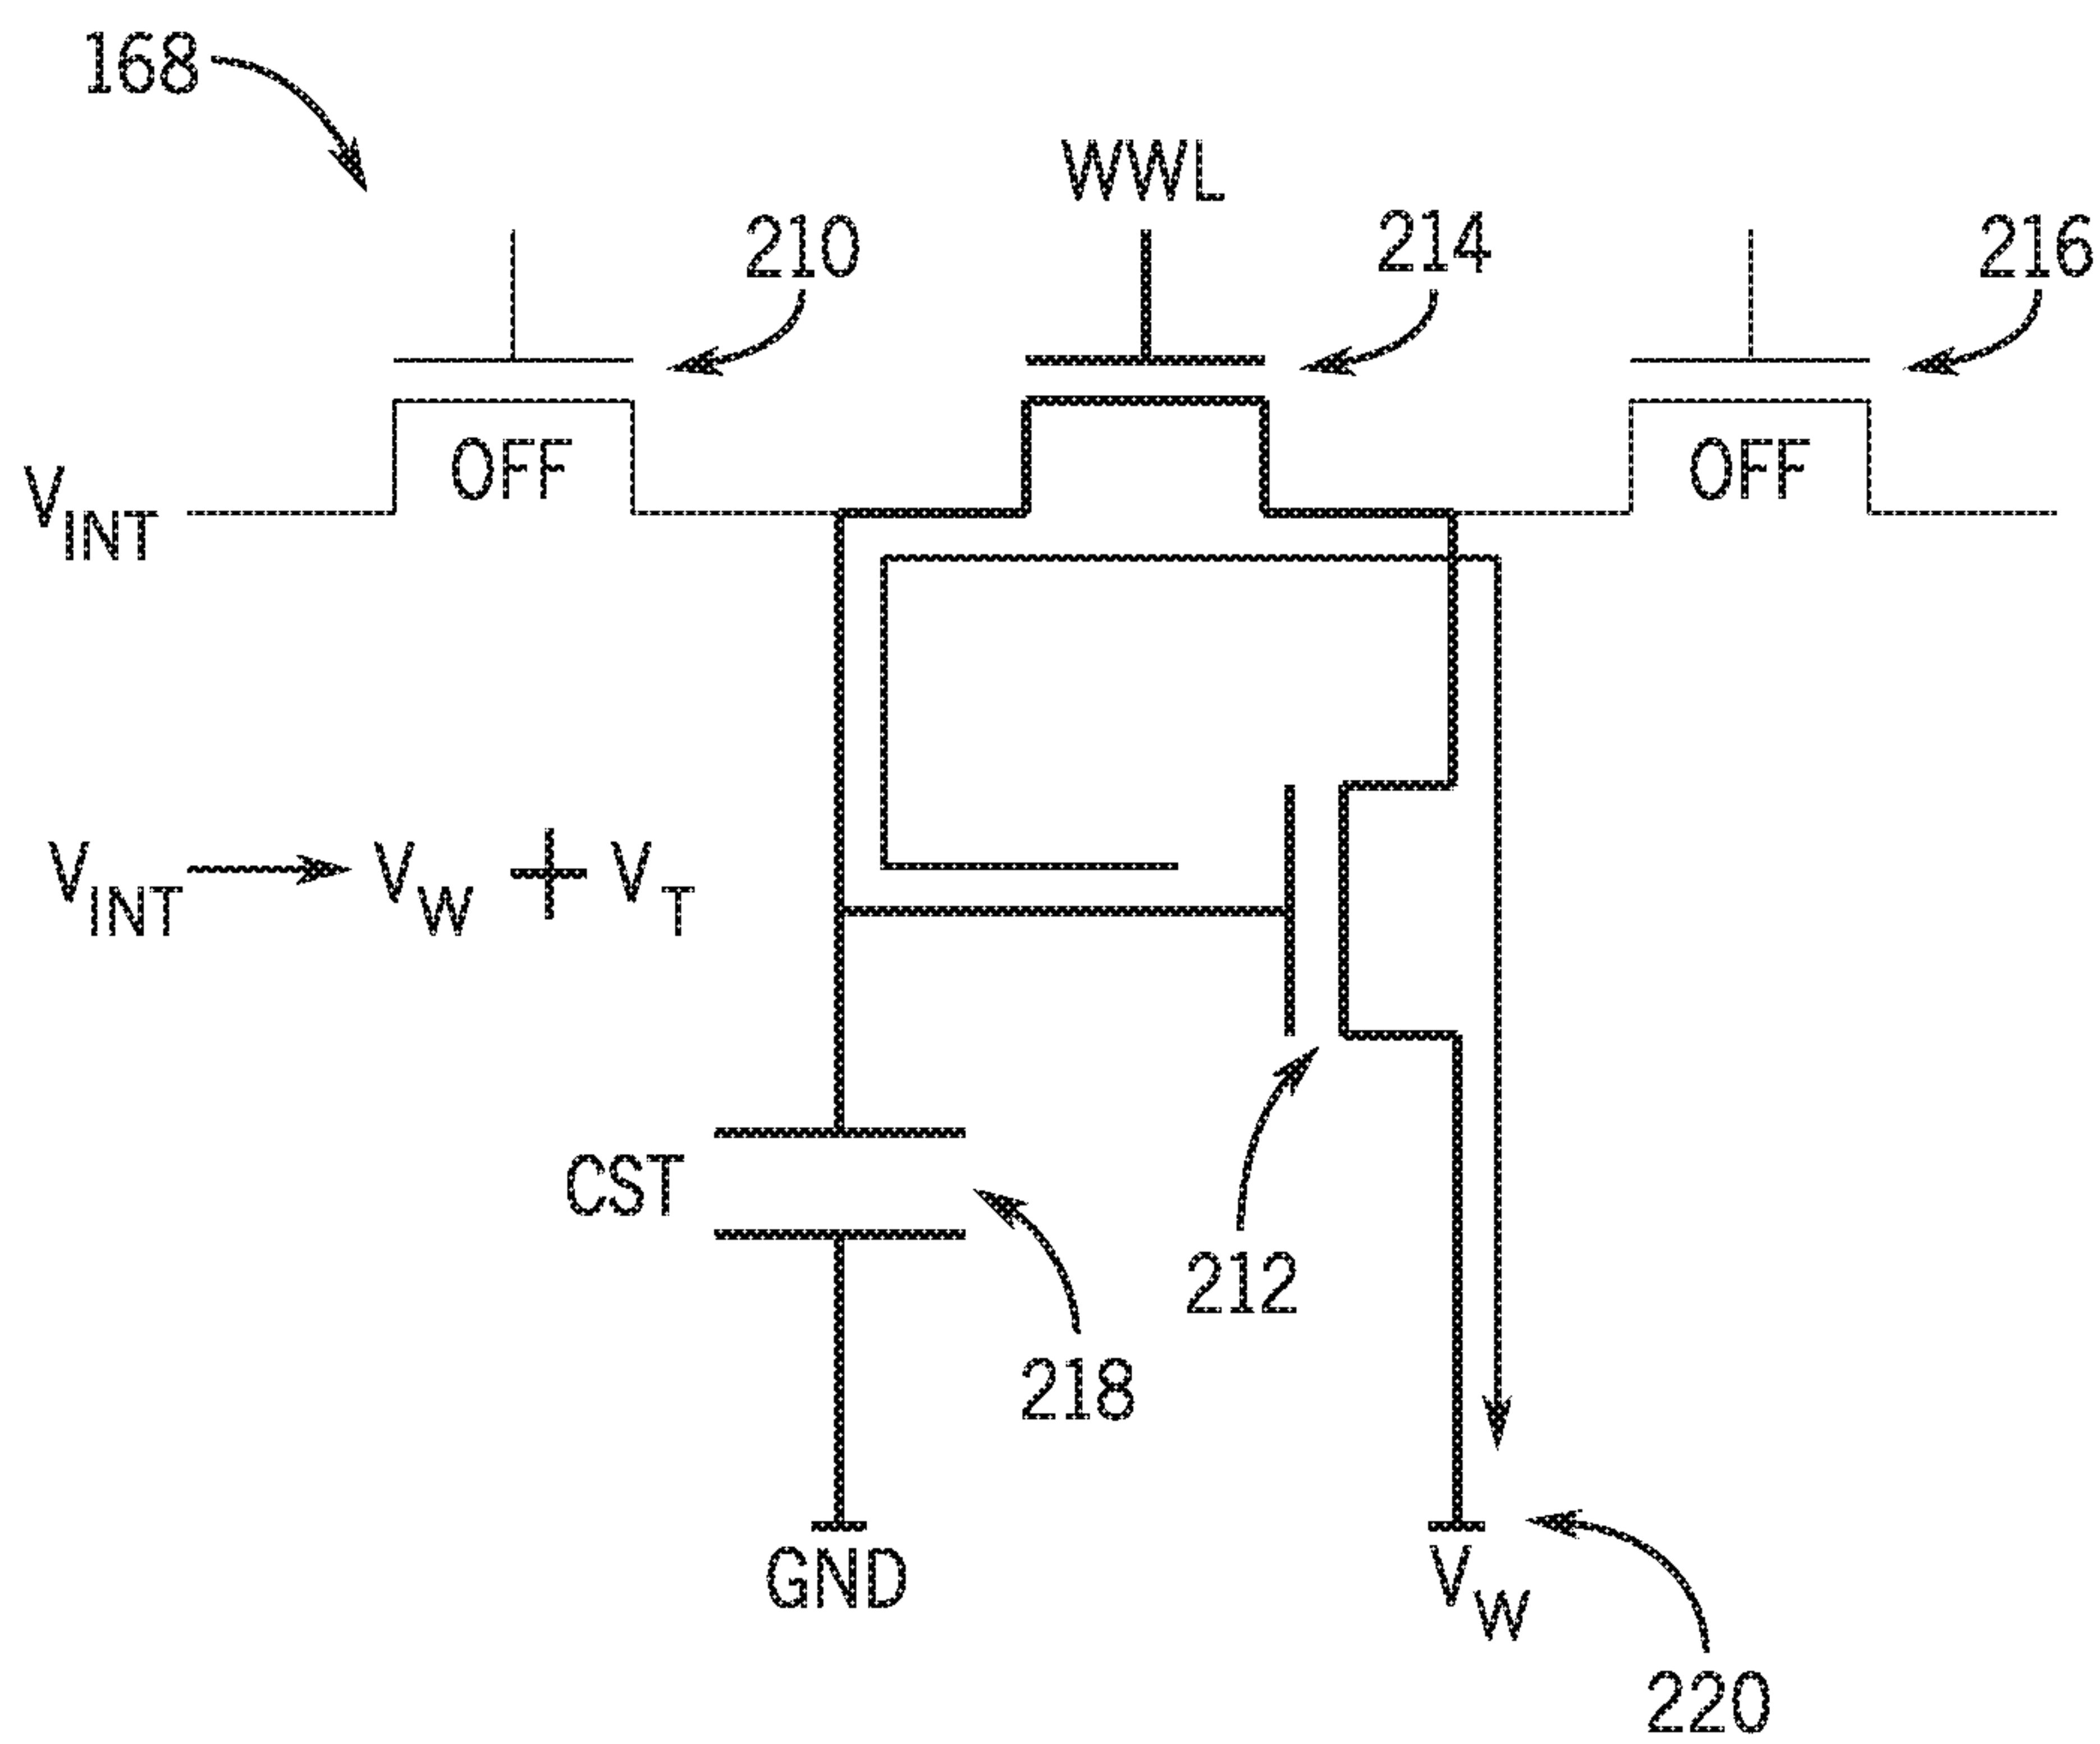 168
WWL
210
214
216
OFF
OFF
VINT
VINT → VW + VT
CST
212
218
GND
VW
220